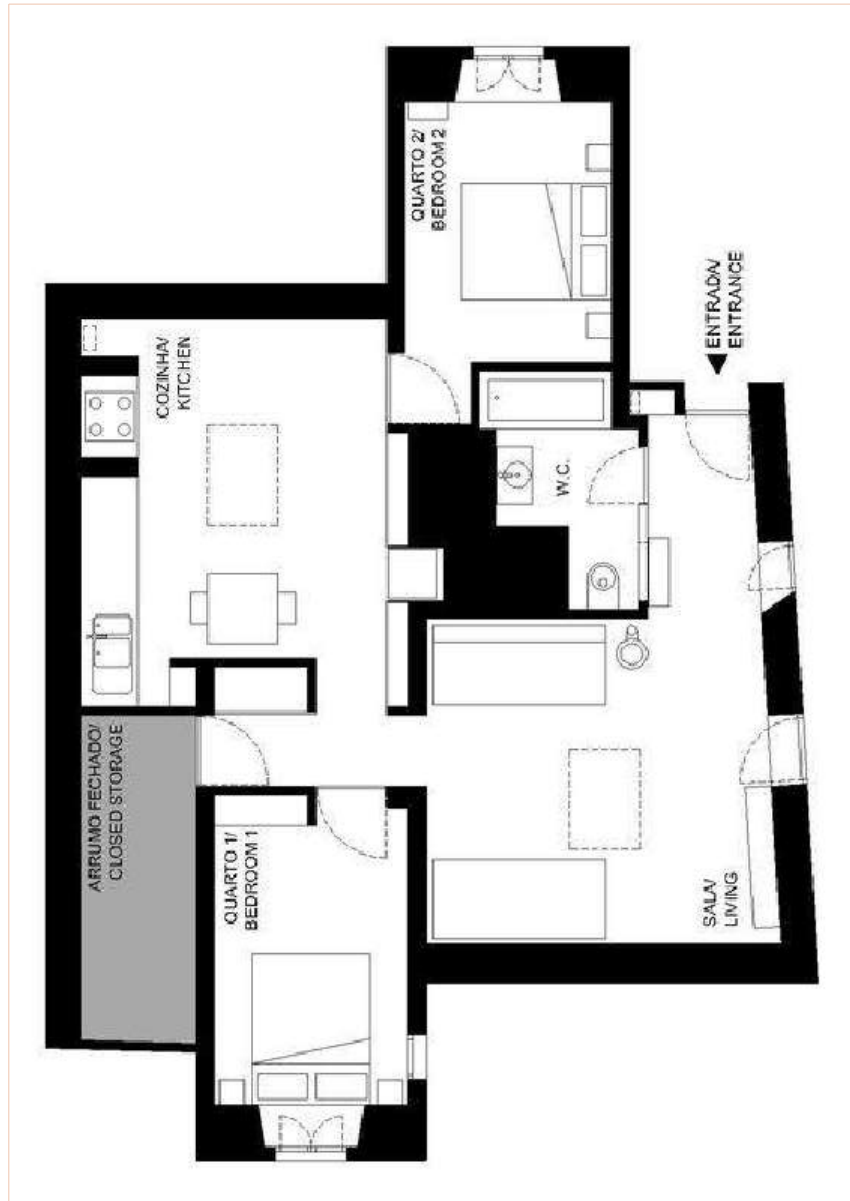 QUARTO 2/
BEDROOM 2
ENTRADA/
ENTRANCE
COZINHA/
KITCHEN
W.C.
ARRUMO FECHADO/
CLOSED STORAGE
QUARTO 1/
BEDROOM 1
SALA/
LIVING